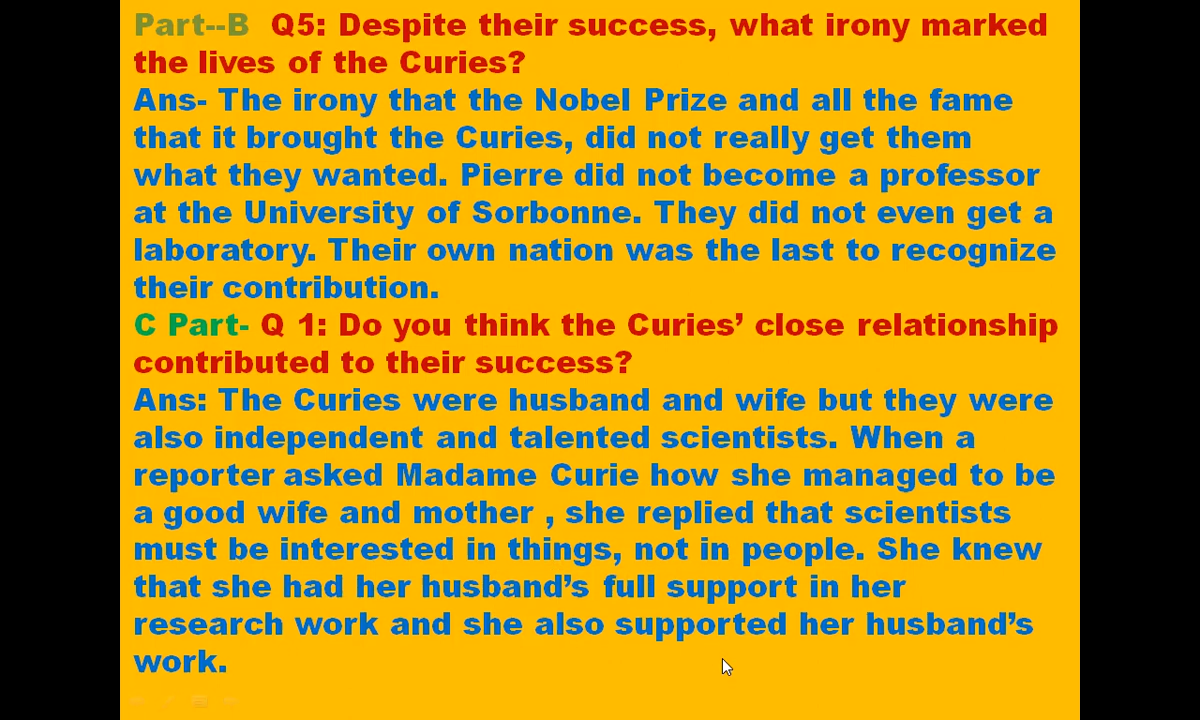 Part--B Q5: Despite their success, what irony marked
the lives of the Curies?
Ans- The irony that the Nobel Prize and all the fame
that it brought the Curies, did not really get them
what they wanted. Pierre did not become a professor
at the University of Sorbonne. They did not even get a
laboratory. Their own nation was the last to recognize
their contribution.
C Part- Q 1: Do you think the Curies’ close relationship
contributed to their success?
Ans: The Curies were husband and wife but they were
also independent and talented scientists. When a
reporter asked Madame Curie how she managed to be
a good wife and mother , she replied that scientists
must be interested in things, not in people. She knew
that she had her husband’s full support in her
research work and she also supported her husband’s
work.